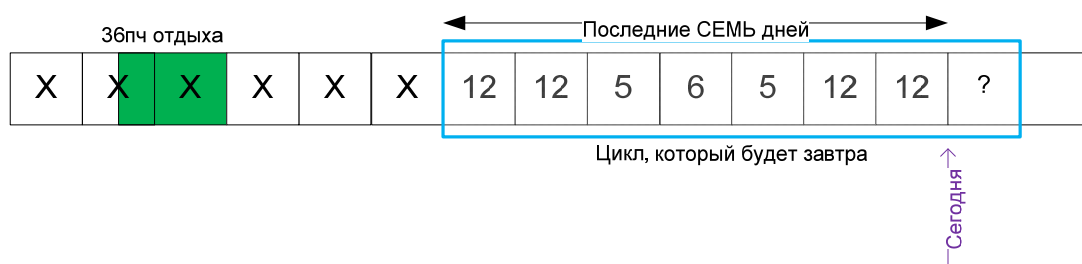 Последние СЕМЬ дней
36пч отдыха
X X X X X X 12 12 5 6 5 12 12 ?
Цикл, который будет завтра
Сегодня